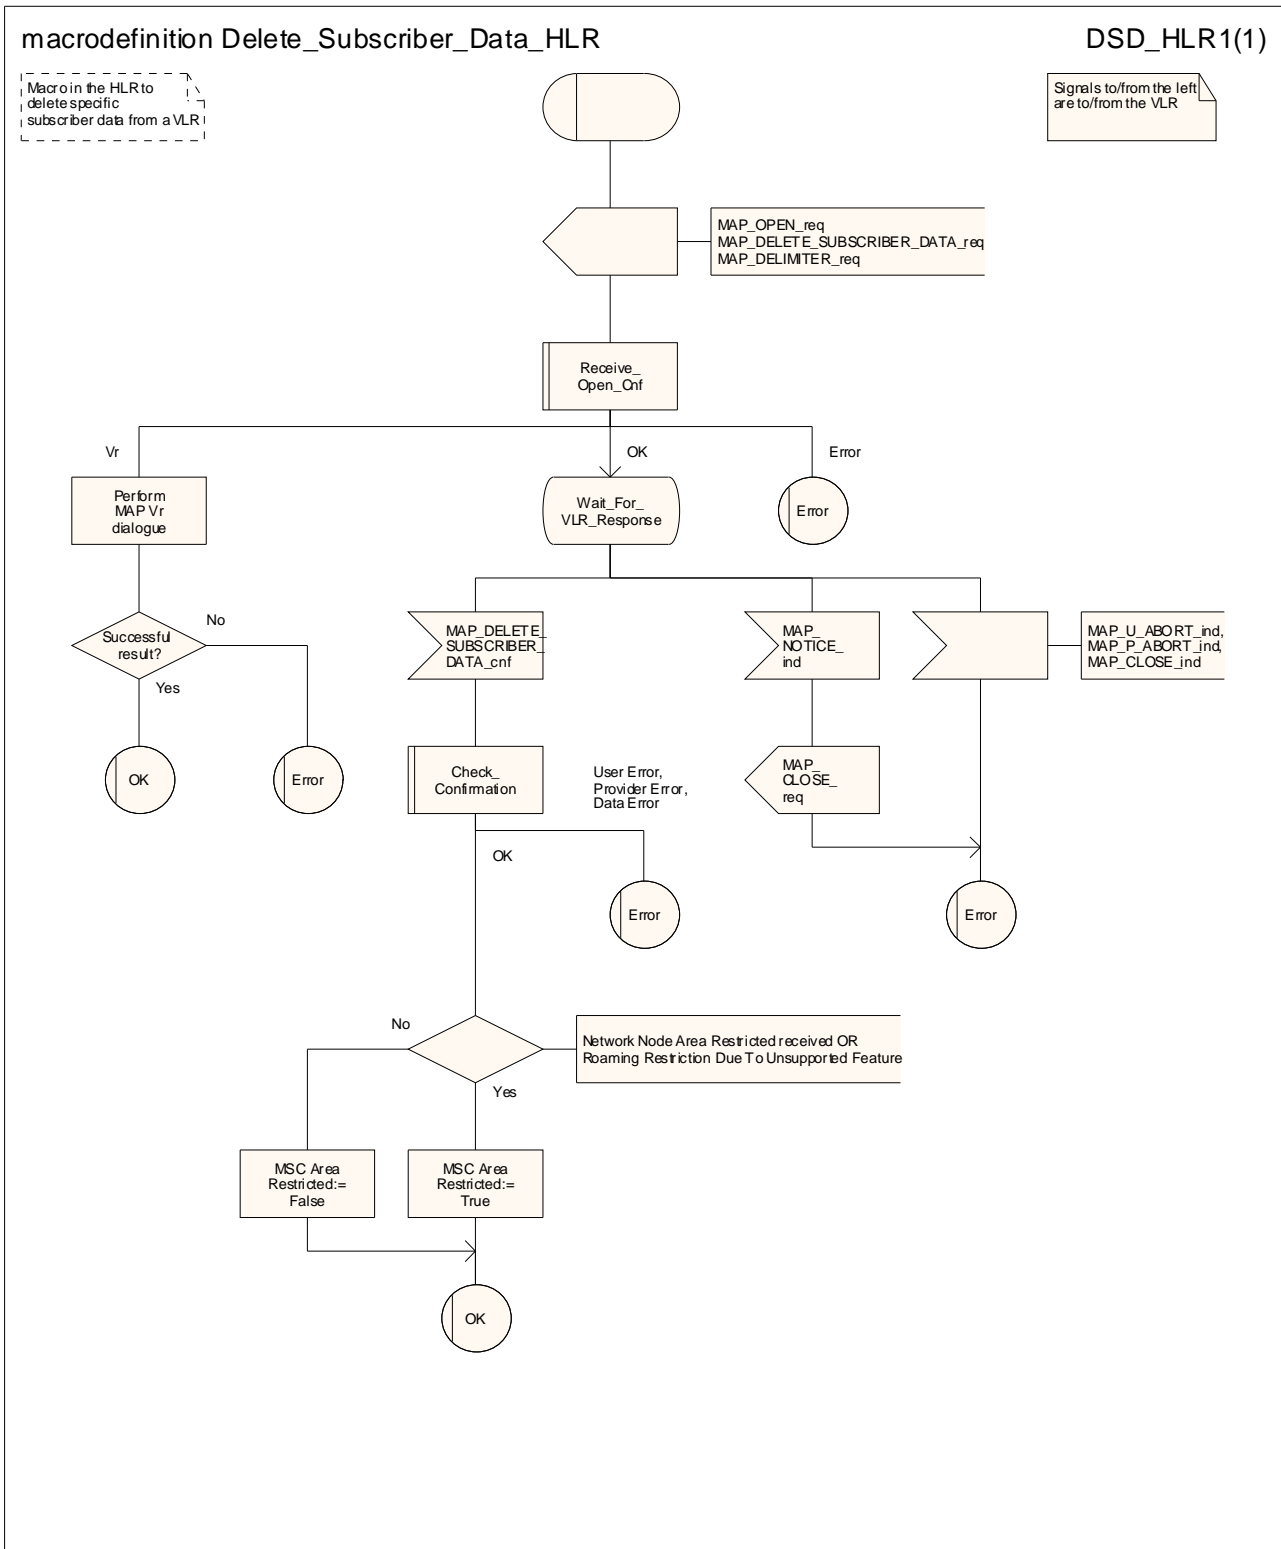 macrodefinition Delete_Subscriber_Data_HLR
DSD_HLR1(1)
Macro in the HLR to
delete specific
subscriber data from a VLR
Signals to/from the left
are to/from the VLR
MAP_OPEN_req
MAP_DELETE_SUBSCRIBER_DATA_req
MAP_DELIMITER_req
Receive_
Open_Cnf
Vr
OK
Error
Perform
MAP Vr
dialogue
Wait_For_
VLR_Response
Error
Successful
result?
No
Yes
MAP_DELETE_
SUBSCRIBER_
DATA_cnf
MAP_
NOTICE_
ind
MAP_U_ABORT_ind,
MAP_P_ABORT_ind,
MAP_CLOSE_ind
OK
Error
Check_
Confirmation
User Error,
Provider Error,
Data Error
MAP_
CLOSE_
req
OK
Error
Error
No
Network Node Area Restricted received OR
Roaming Restriction Due To Unsupported Feature
Yes
MSC Area
Restricted:=
False
MSC Area
Restricted:=
True
OK